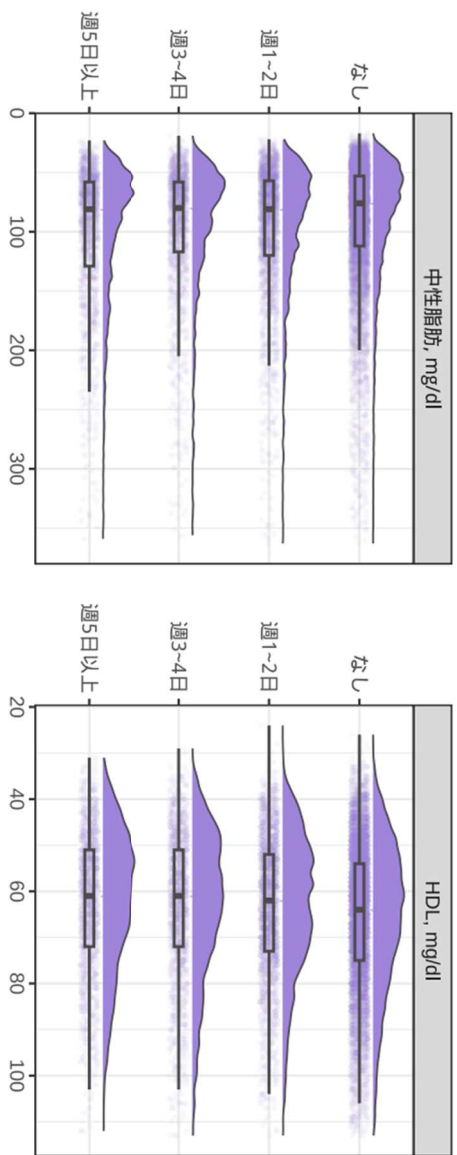 中性脂肪, mg/dl
なし
週1~2日
週3~4日
週5日以上
0
100
200
300
HDL, mg/dl
なし
週1~2日
週3~4日
週5日以上
20
40
60
80
100